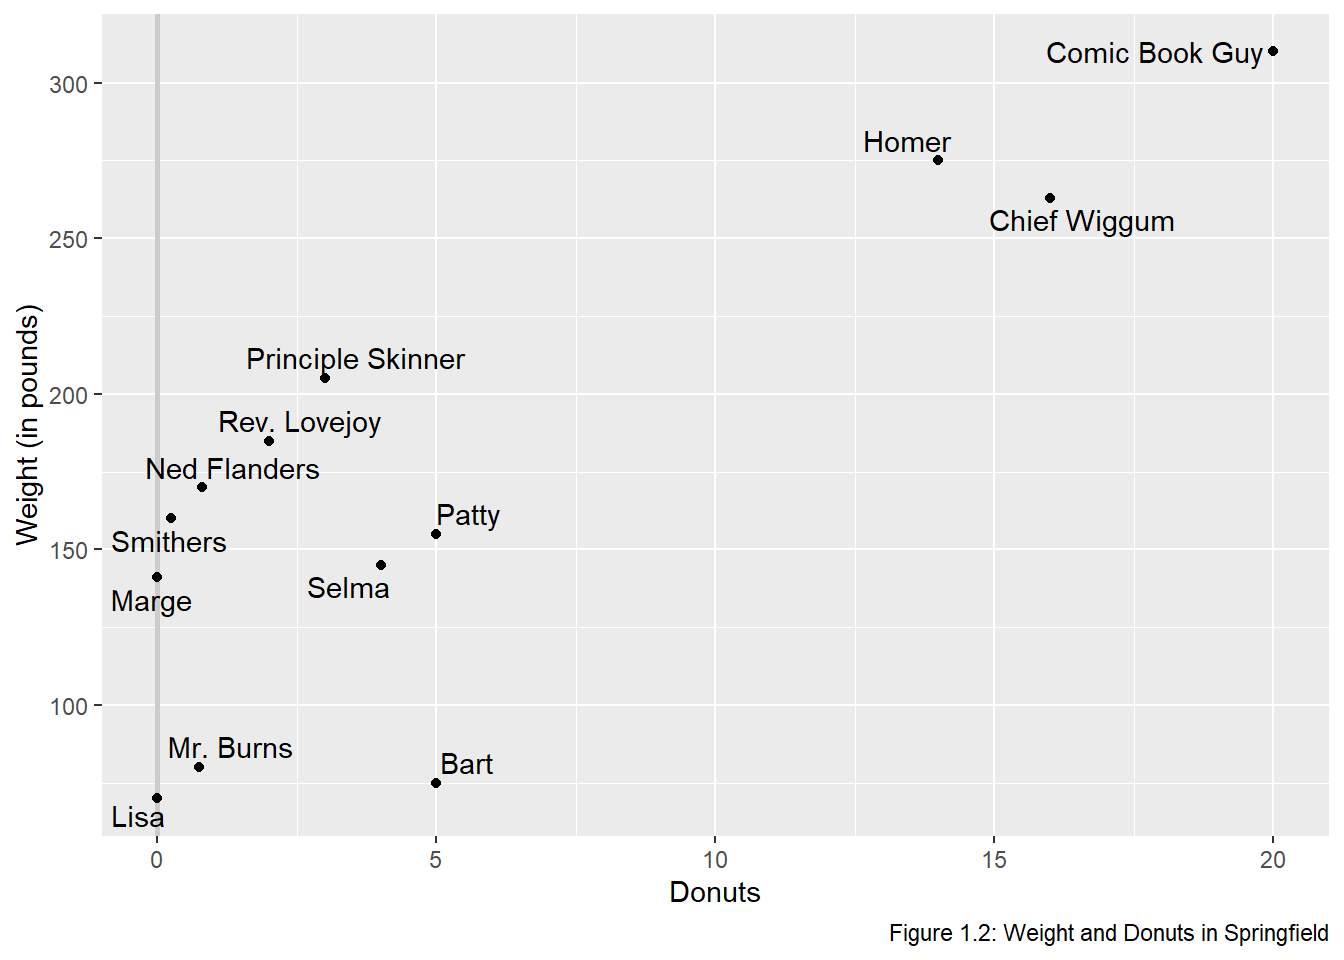 Comic Book Guy
300
Homer
Chief Wiggum
250
Principle Skinner
200
Rev. Lovejoy
Ned Flanders
Patty
Smithers
150
Selma
Marge
100
Mr. Burns
Bart
Lisa
Weight (in pounds)
0 5 10 15 20
Donuts
Figure 1.2: Weight and Donuts in Springfield